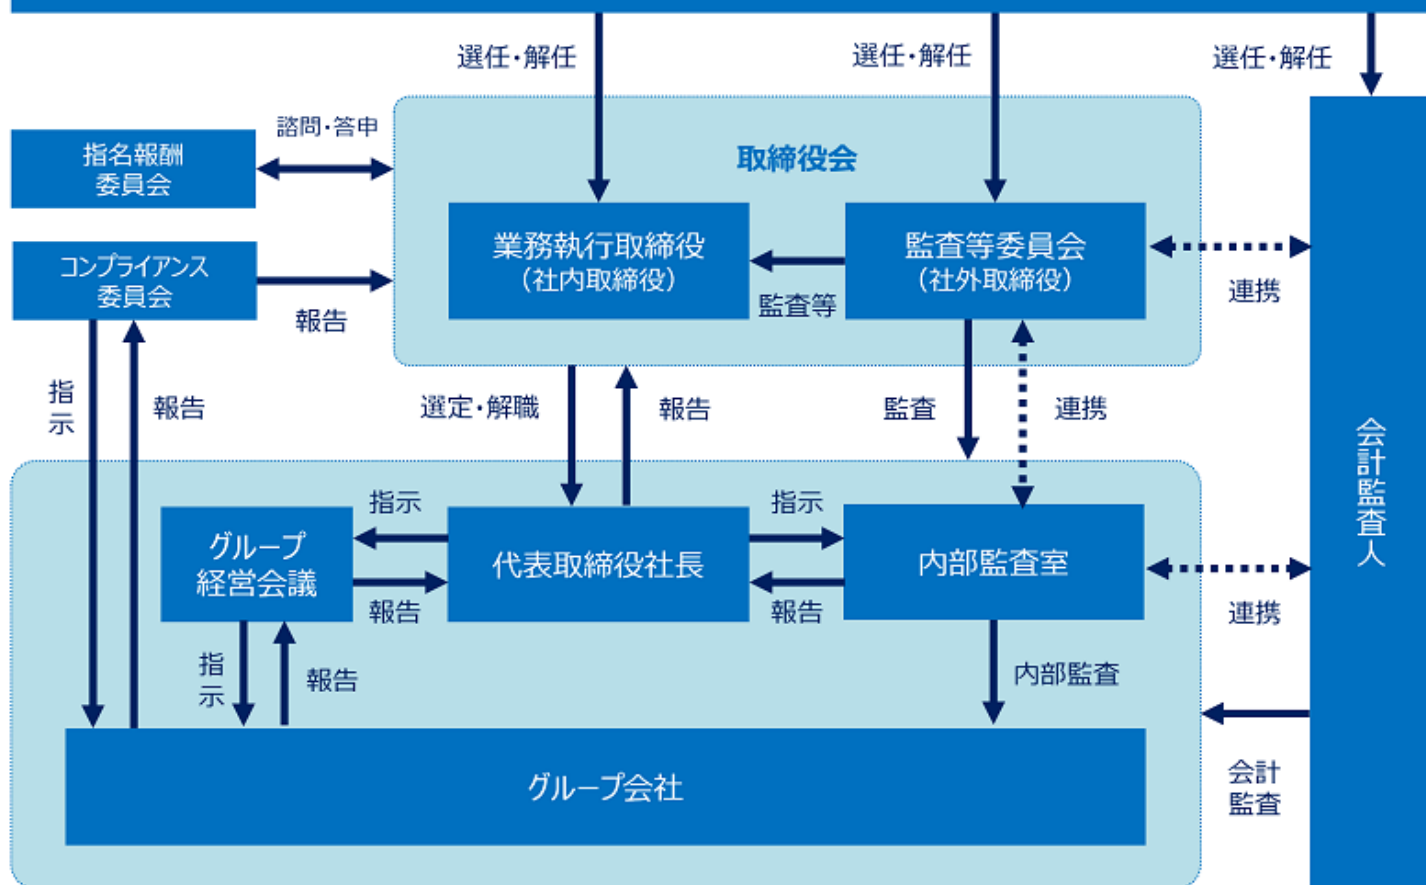 選任・解任
選任・解任
選任・解任
指名報酬
委員会
諮問・答申
取締役会
コンプライアンス
委員会
報告
業務執行取締役
（社内取締役）
監査等
監査等委員会
（社外取締役）
連携
指
示
報告
選定・解職
報告
監査
連携
会
計
監
査
人
グループ
経営会議
指示
報告
代表取締役社長
指示
報告
内部監査室
連携
指
示
報告
内部監査
会計
監査
グループ会社